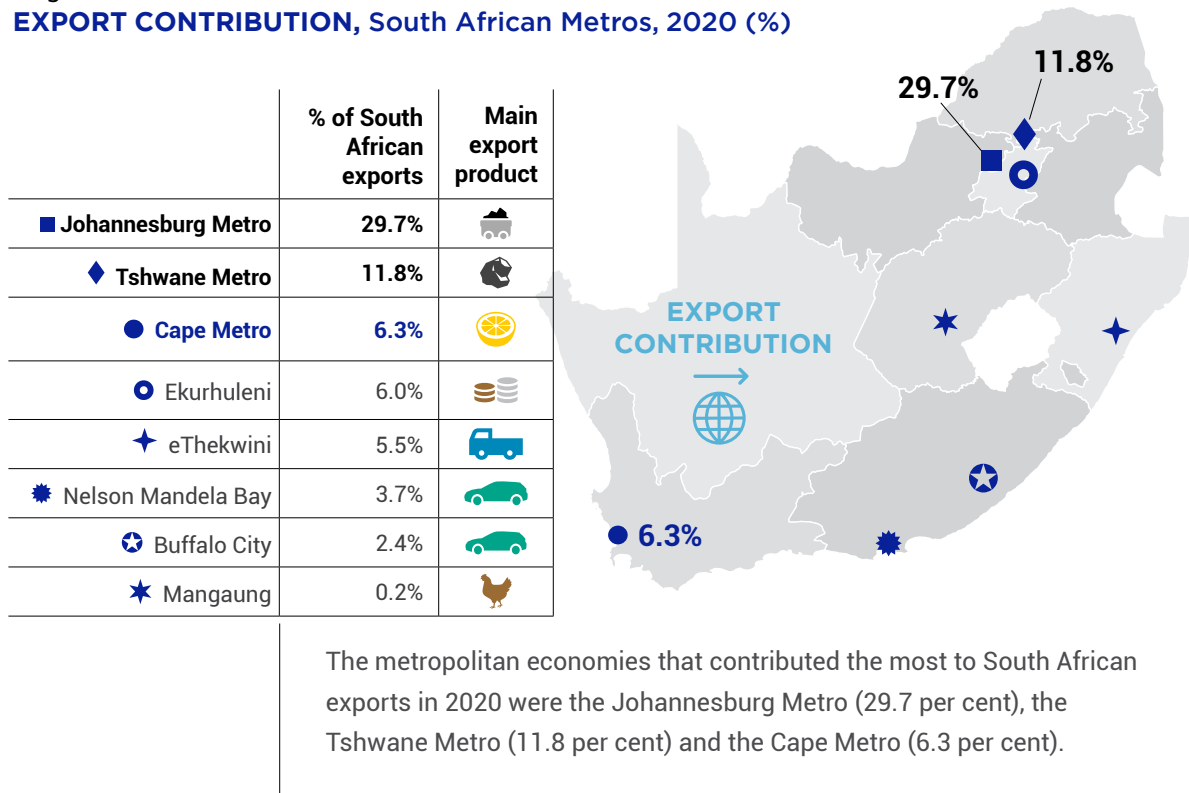 EXPORT CONTRIBUTION, South African Metros, 2020 (%)
% of South
African
exports
Main
export
product
Johannesburg Metro 29.7%
Tshwane Metro 11.8%
Cape Metro 6.3%
Ekurhuleni 6.0%
eThekwini 5.5%
Nelson Mandela Bay 3.7%
Buffalo City 2.4%
Mangaung 0.2%
11.8%
29.7%
EXPORT
CONTRIBUTION
6.3%
The metropolitan economies that contributed the most to South African
exports in 2020 were the Johannesburg Metro (29.7 per cent), the
Tshwane Metro (11.8 per cent) and the Cape Metro (6.3 per cent).